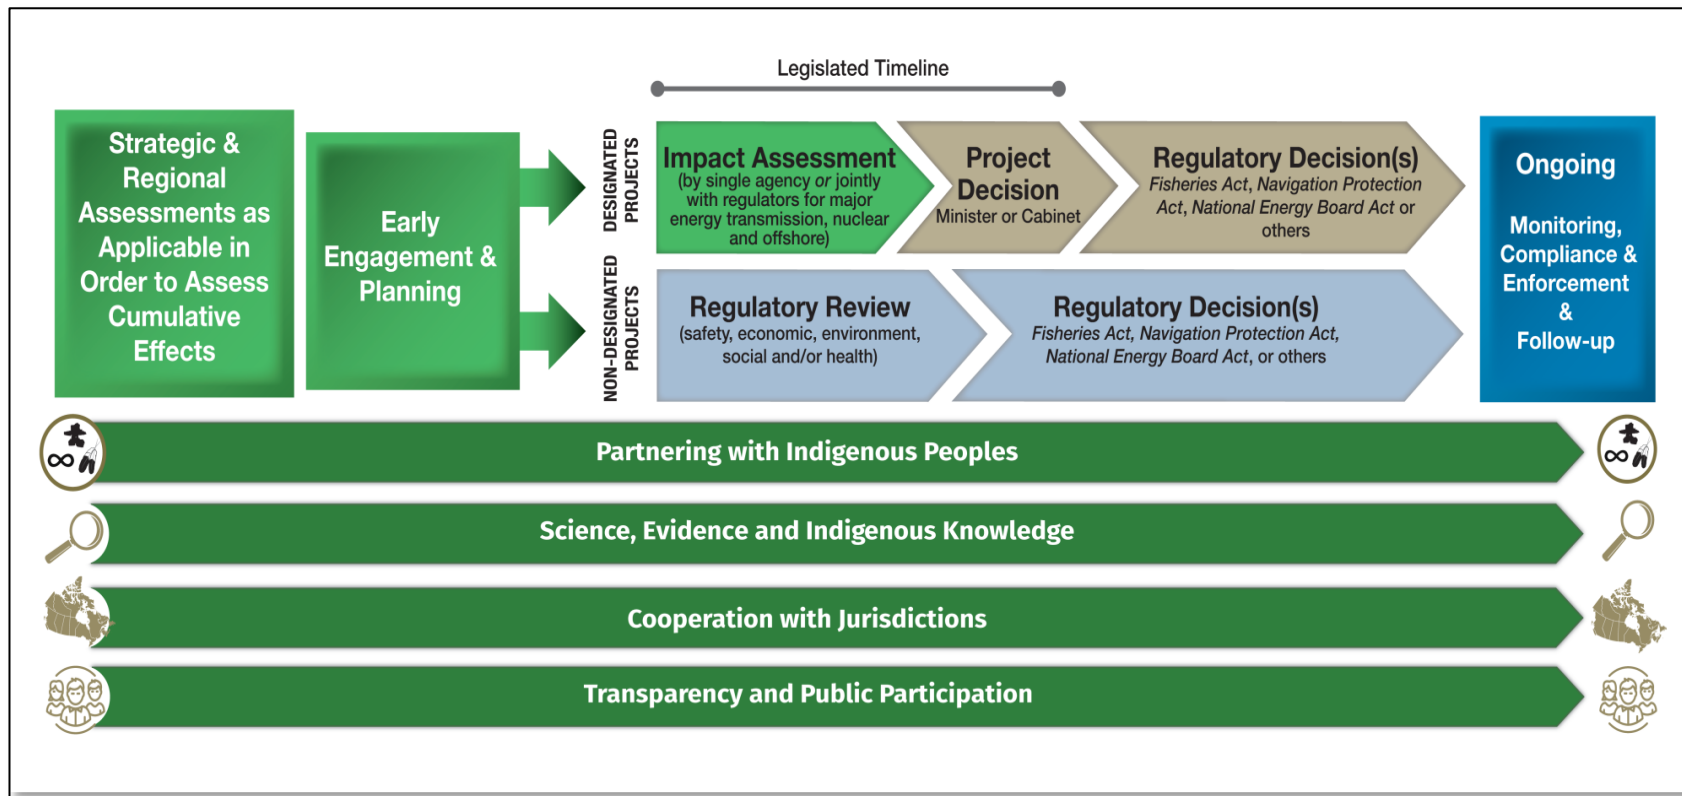 Legislated Timeline
Strategic &
Regional
Assessments as
Applicable in
Order to Assess
Cumulative
Effects
Early
Engagement &
Planning
DESIGNATED
PROJECTS
Impact Assessment
(by single agency or jointly
with regulators for major
energy transmission, nuclear
and offshore)
Project
Decision
Minister or Cabinet
Regulatory Decision(s)
Fisheries Act, Navigation Protection
Act, National Energy Board Act or
others
NON-DESIGNATED
PROJECTS
Regulatory Review
(safety, economic, environment,
social and/or health)
Regulatory Decision(s)
Fisheries Act, Navigation Protection Act,
National Energy Board Act, or others
Ongoing
Monitoring,
Compliance &
Enforcement
&
Follow-up
Partnering with Indigenous Peoples
Science, Evidence and Indigenous Knowledge
Cooperation with Jurisdictions
Transparency and Public Participation